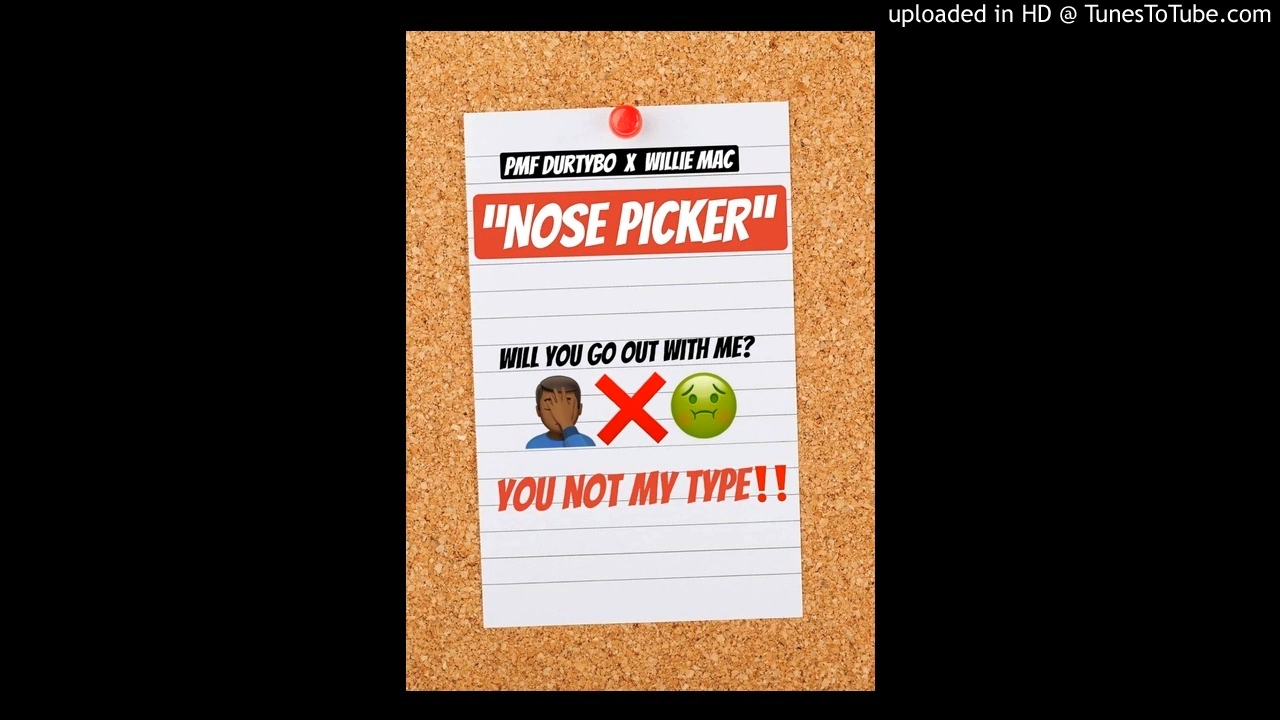 uploaded in HD @ TunesToTube.com
PMF DURTYBO X WILLIE MAC
"NOSE PICKER"
WILL YOU GO OUT WITH ME?
YOU NOT MY TYPE‼️